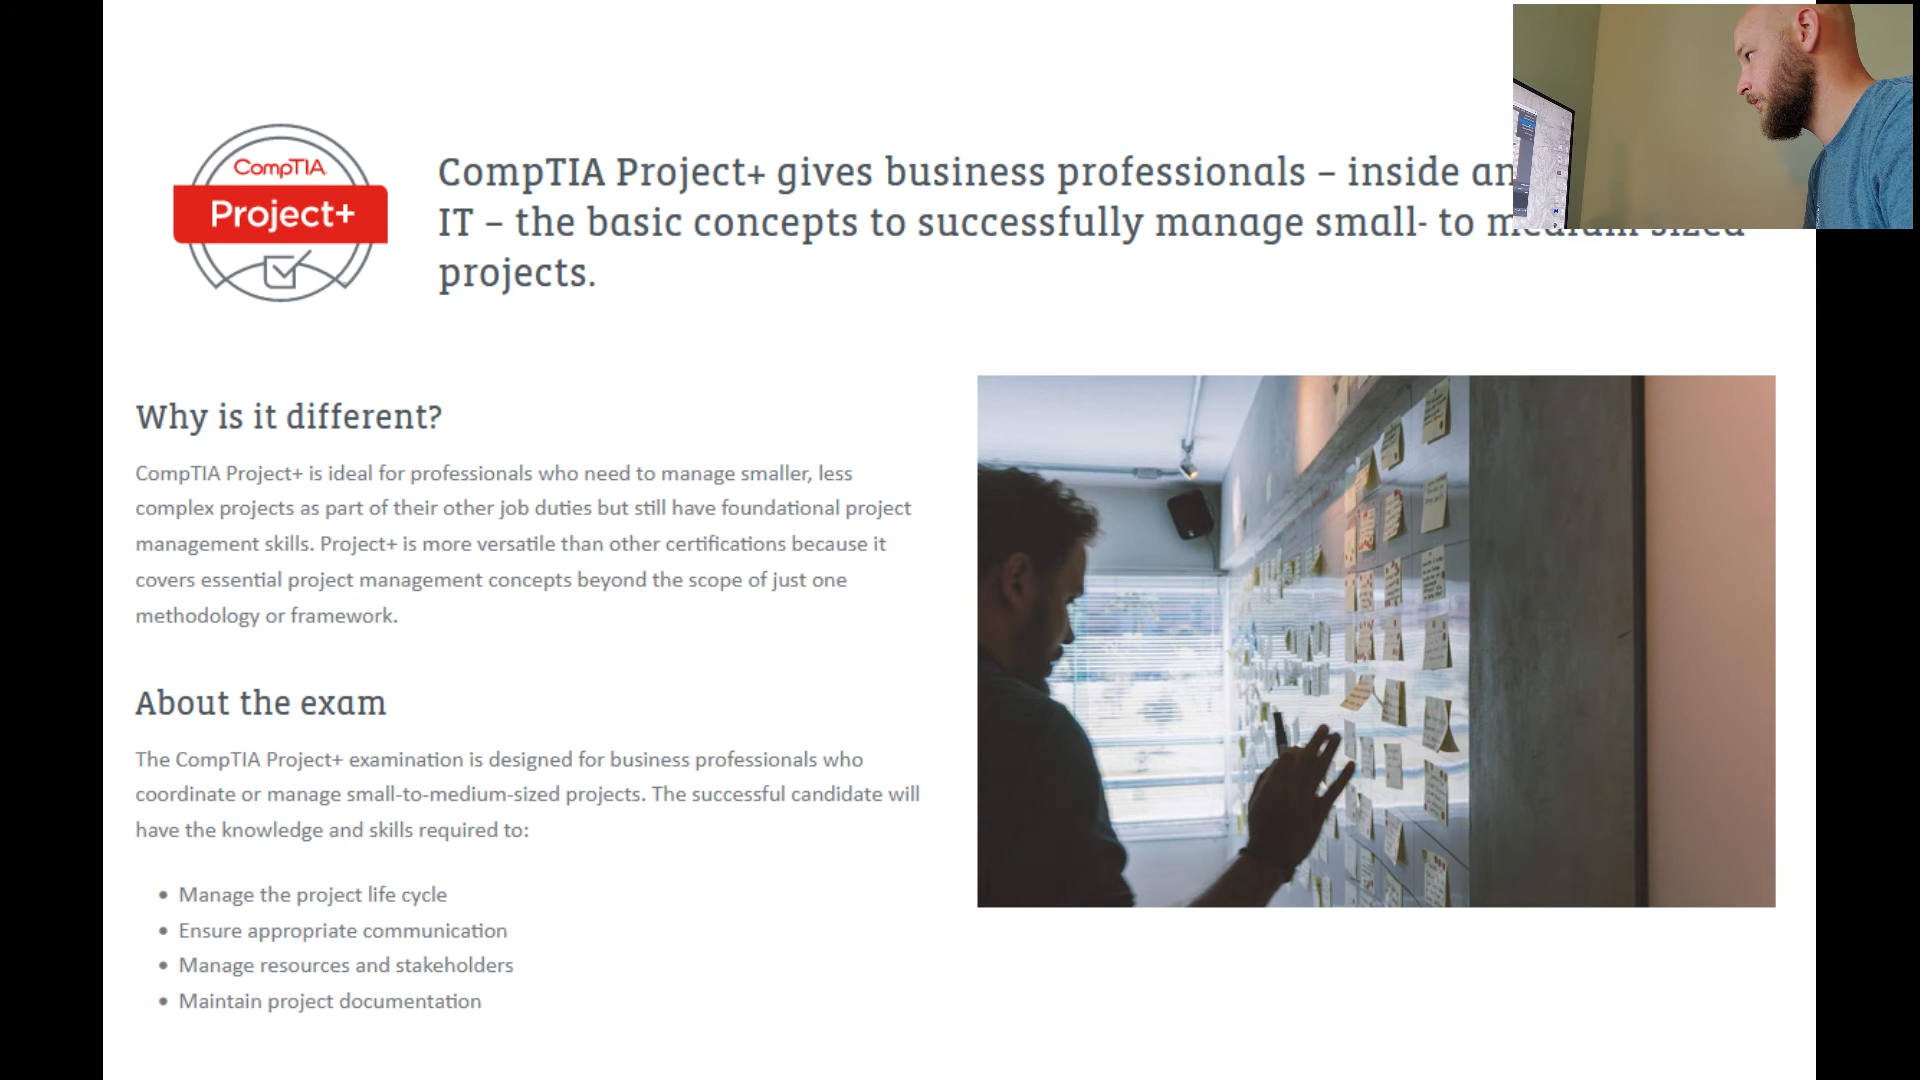 CompTIA
Project+
CompTIA Project+ gives business professionals – inside an
IT – the basic concepts to successfully manage small- to medium-sized
projects.
Why is it different?
CompTIA Project+ is ideal for professionals who need to manage smaller, less
complex projects as part of their other job duties but still have foundational project
management skills. Project+ is more versatile than other certifications because it
covers essential project management concepts beyond the scope of just one
methodology or framework.
About the exam
The CompTIA Project+ examination is designed for business professionals who
coordinate or manage small-to-medium-sized projects. The successful candidate will
have the knowledge and skills required to:
• Manage the project life cycle
• Ensure appropriate communication
• Manage resources and stakeholders
• Maintain project documentation